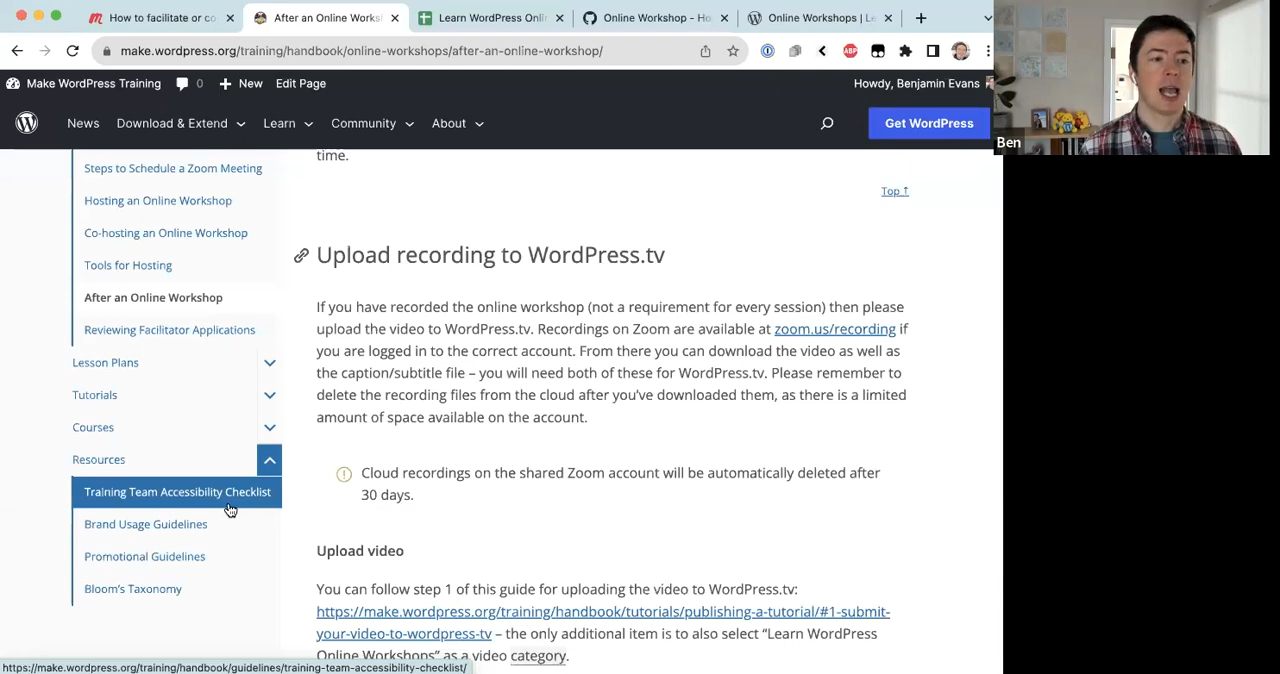 How to facilitate or co
After an Online Workshop
Learn WordPress Onli
Online Workshop - Ho
Online Workshops | Le
make.wordpress.org/training/handbook/online-workshops/after-an-online-workshop/
Make WordPress Training
0
New
Edit Page
Howdy, Benjamin Evans
News
Download & Extend
Learn
Community
About
Get WordPress
Ben
time.
Top ↑
Steps to Schedule a Zoom Meeting
Hosting an Online Workshop
Co-hosting an Online Workshop
Tools for Hosting
After an Online Workshop
Reviewing Facilitator Applications
Lesson Plans
Tutorials
Courses
Resources
Training Team Accessibility Checklist
Brand Usage Guidelines
Promotional Guidelines
Bloom's Taxonomy
Upload recording to WordPress.tv
If you have recorded the online workshop (not a requirement for every session) then please
upload the video to WordPress.tv. Recordings on Zoom are available at zoom.us/recording if
you are logged in to the correct account. From there you can download the video as well as
the caption/subtitle file – you will need both of these for WordPress.tv. Please remember to
delete the recording files from the cloud after you've downloaded them, as there is a limited
amount of space available on the account.
Cloud recordings on the shared Zoom account will be automatically deleted after
30 days.
Upload video
You can follow step 1 of this guide for uploading the video to WordPress.tv:
https://make.wordpress.org/training/handbook/tutorials/publishing-a-tutorial/#1-submit-
your-video-to-wordpress-tv – the only additional item is to also select “Learn WordPress
Online Workshops” as a video category.
https://make.wordpress.org/training/handbook/guidelines/training-team-accessibility-checklist/
ABP